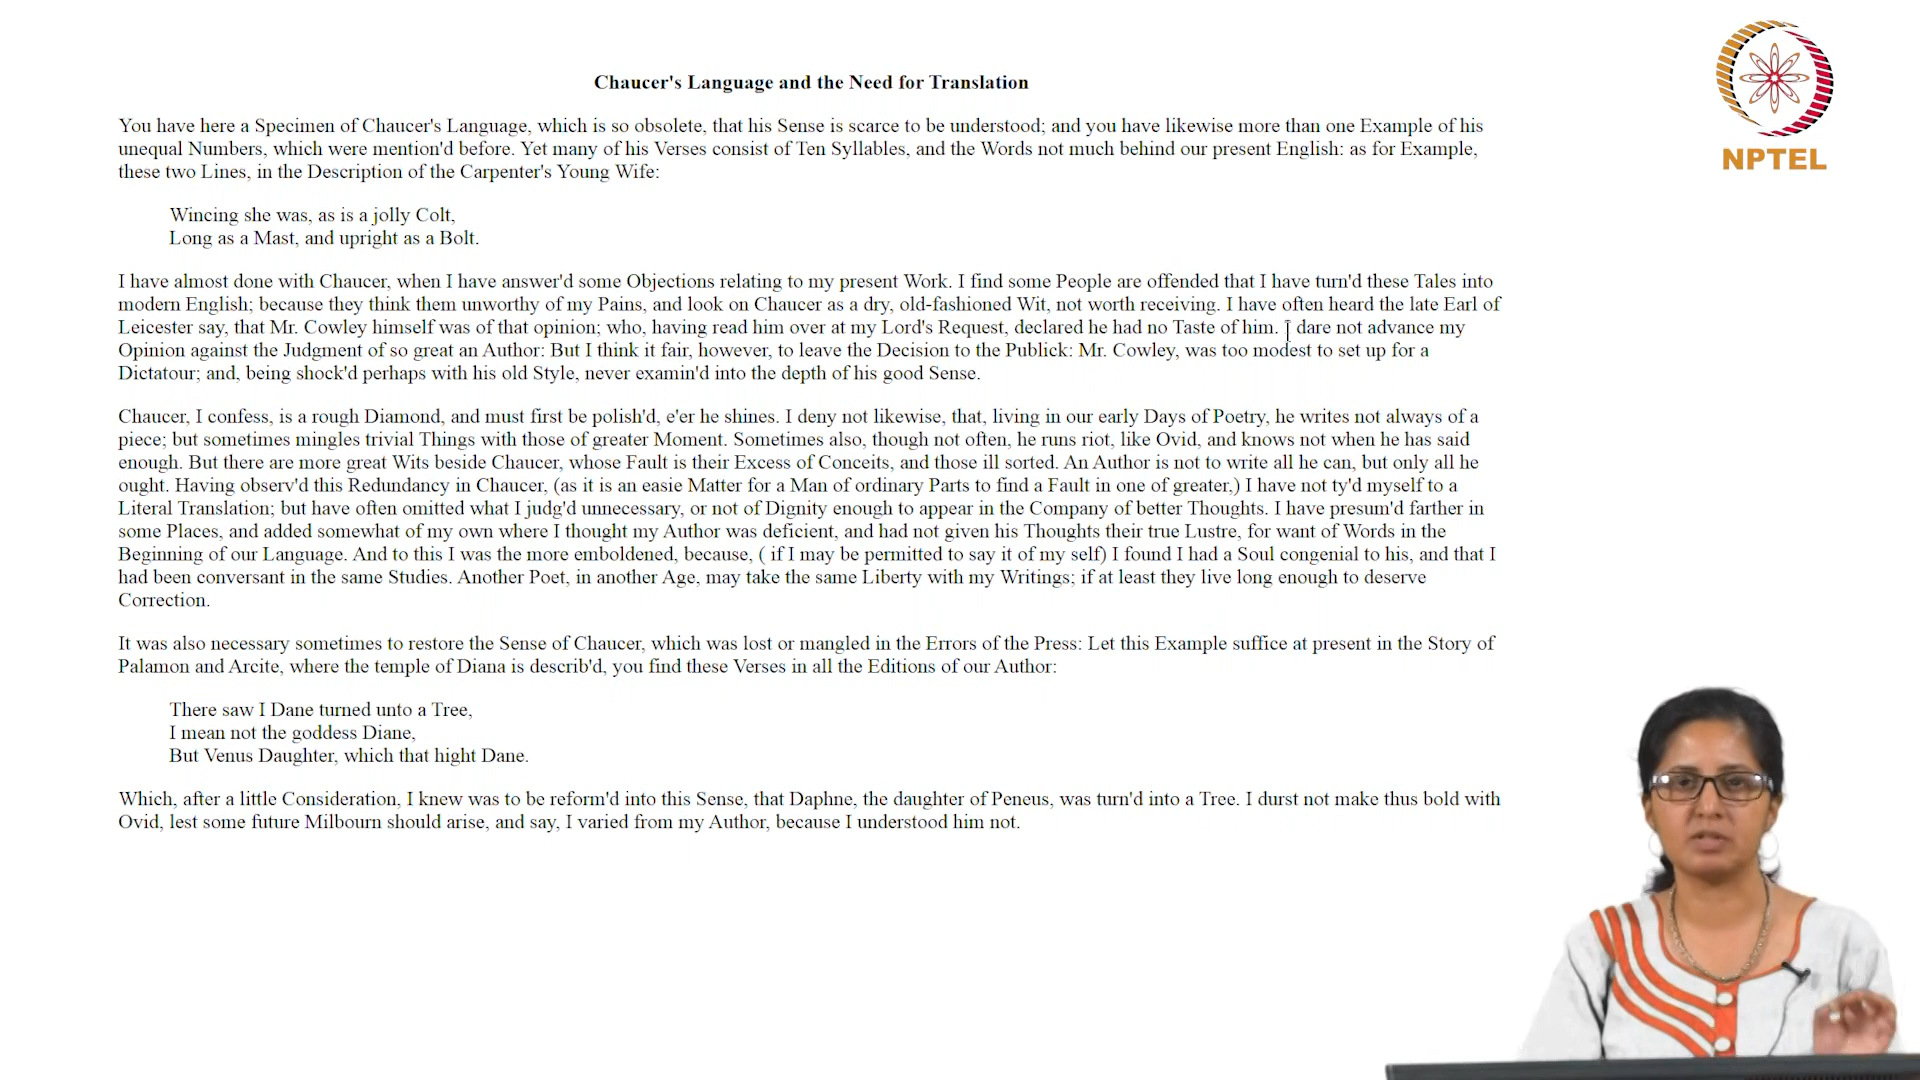 Chaucer's Language and the Need for Translation
NPTEL
You have here a Specimen of Chaucer's Language, which is so obsolete, that his Sense is scarce to be understood; and you have likewise more than one Example of his
unequal Numbers, which were mention'd before. Yet many of his Verses consist of Ten Syllables, and the Words not much behind our present English: as for Example,
these two Lines, in the Description of the Carpenter's Young Wife:
Wincing she was, as is a jolly Colt,
Long as a Mast, and upright as a Bolt.
I have almost done with Chaucer, when I have answer'd some Objections relating to my present Work. I find some People are offended that I have turn'd these Tales into
modern English; because they think them unworthy of my Pains, and look on Chaucer as a dry, old-fashioned Wit, not worth receiving. I have often heard the late Earl of
Leicester say, that Mr. Cowley himself was of that opinion; who, having read him over at my Lord's Request, declared he had no Taste of him. I dare not advance my
Opinion against the Judgment of so great an Author: But I think it fair, however, to leave the Decision to the Publick: Mr. Cowley, was too modest to set up for a
Dictatour; and, being shock'd perhaps with his old Style, never examin'd into the depth of his good Sense.
Chaucer, I confess, is a rough Diamond, and must first be polish'd, e'er he shines. I deny not likewise, that, living in our early Days of Poetry, he writes not always of a
piece; but sometimes mingles trivial Things with those of greater Moment. Sometimes also, though not often, he runs riot, like Ovid, and knows not when he has said
enough. But there are more great Wits beside Chaucer, whose Fault is their Excess of Conceits, and those ill sorted. An Author is not to write all he can, but only all he
ought. Having observ'd this Redundancy in Chaucer, (as it is an easie Matter for a Man of ordinary Parts to find a Fault in one of greater,) I have not ty'd myself to a
Literal Translation; but have often omitted what I judg'd unnecessary, or not of Dignity enough to appear in the Company of better Thoughts. I have presum'd farther in
some Places, and added somewhat of my own where I thought my Author was deficient, and had not given his Thoughts their true Lustre, for want of Words in the
Beginning of our Language. And to this I was the more emboldened, because, ( if I may be permitted to say it of my self) I found I had a Soul congenial to his, and that I
had been conversant in the same Studies. Another Poet, in another Age, may take the same Liberty with my Writings; if at least they live long enough to deserve
Correction.
It was also necessary sometimes to restore the Sense of Chaucer, which was lost or mangled in the Errors of the Press: Let this Example suffice at present in the Story of
Palamon and Arcite, where the temple of Diana is describ'd, you find these Verses in all the Editions of our Author:
There saw I Dane turned unto a Tree,
I mean not the goddess Diane,
But Venus Daughter, which that hight Dane.
Which, after a little Consideration, I knew was to be reform'd into this Sense, that Daphne, the daughter of Peneus, was turn'd into a Tree. I durst not make thus bold with
Ovid, lest some future Milbourn should arise, and say, I varied from my Author, because I understood him not.